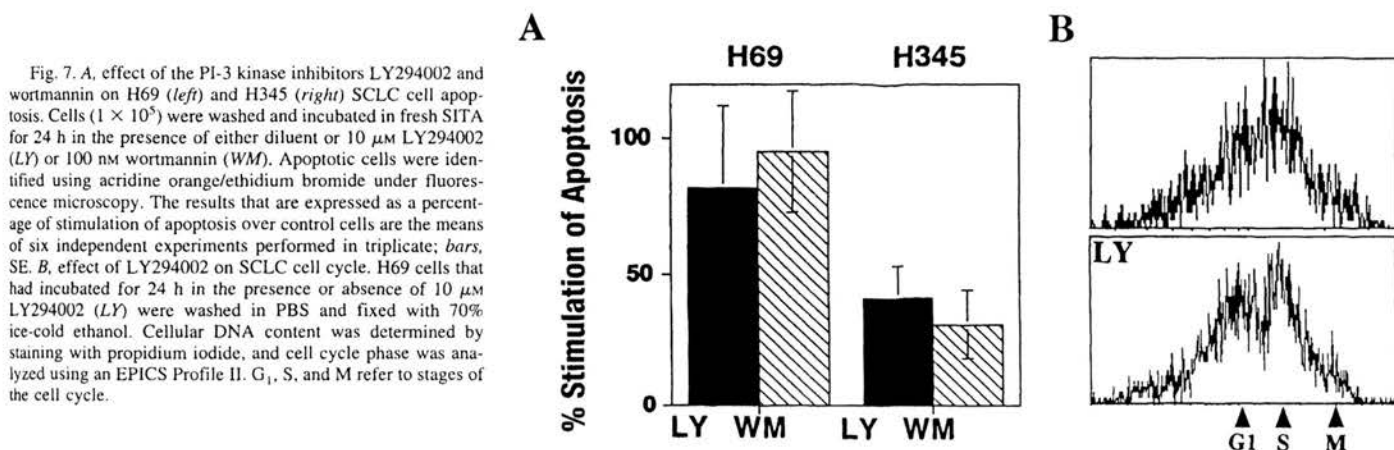 Fig. 7. A, effect of the PI-3 kinase inhibitors LY294002 and
wortmannin on H69 (left) and H345 (right) SCLC cell apop-
tosis. Cells (1 × 10⁵) were washed and incubated in fresh SITA
for 24 h in the presence of either diluent or 10 μM LY294002
(LY) or 100 nM wortmannin (WM). Apoptotic cells were iden-
tified using acridine orange/ethidium bromide under fluores-
cence microscopy. The results that are expressed as a percent-
age of stimulation of apoptosis over control cells are the means
of six independent experiments performed in triplicate; bars,
SE. B, effect of LY294002 on SCLC cell cycle. H69 cells that
had incubated for 24 h in the presence or absence of 10 μM
LY294002 (LY) were washed in PBS and fixed with 70%
ice-cold ethanol. Cellular DNA content was determined by
staining with propidium iodide, and cell cycle phase was ana-
lyzed using an EPICS Profile II. G₁, S, and M refer to stages of
the cell cycle.
A
H69 H345
% Stimulation of Apoptosis
100
50
0
LY WM LY WM
B
LY
G1 S M